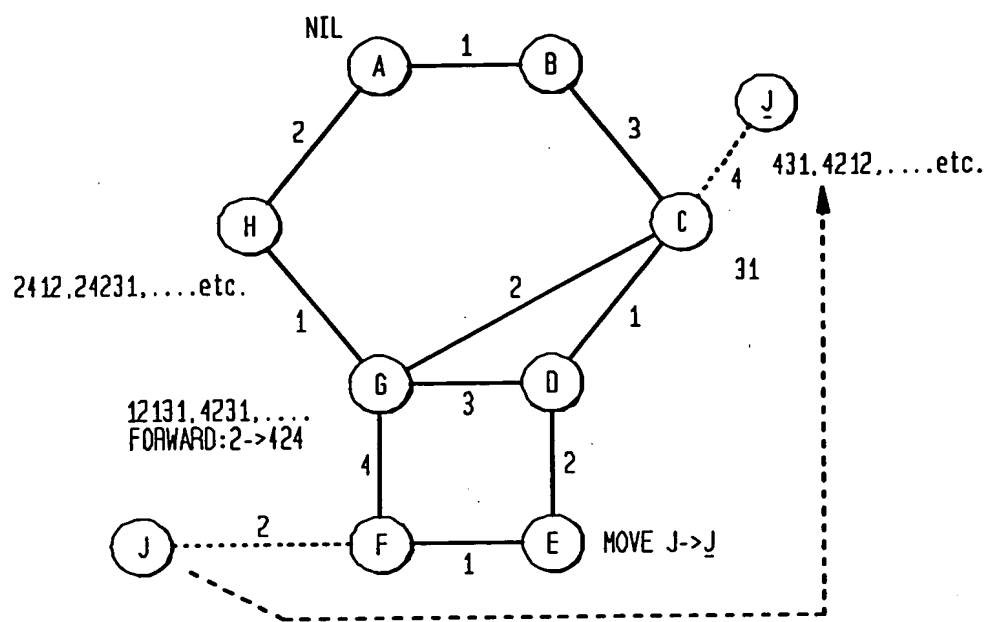 NIL
A
1
B
J
2
3
4
431,4212,....etc.
H
C
2412,24231,....etc.
2
31
1
1
G
3
D
12131,4231,....
FORWARD:2->424
4
2
J
2
F
1
E
MOVE J->J